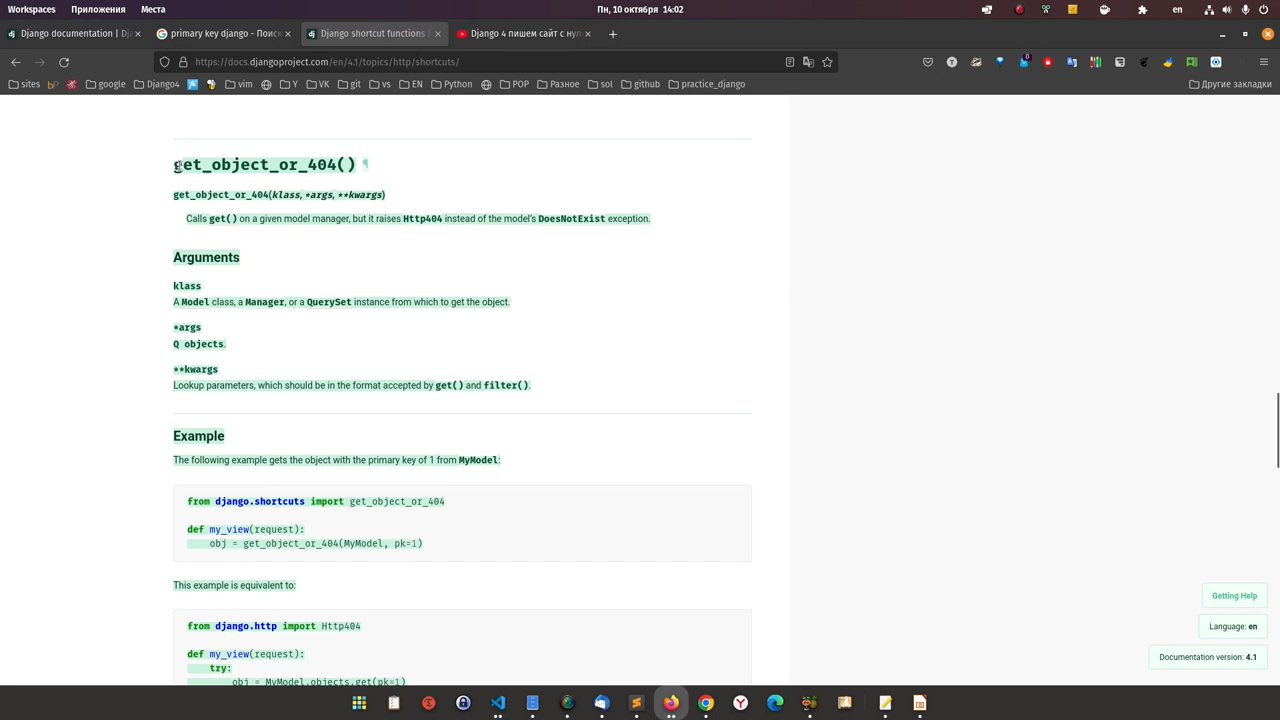 Workspaces Приложения Места Пн, 10 октября 14:02 en
Django documentation | D primary key django - Поиск Django shortcut functions | Django 4 пишем сайт с нул
https://docs.djangoproject.com/en/4.1/topics/http/shortcuts/
sites google Django4 vim Y VK git vs EN Python POP Разное sol github practice_django Другие закладки
get_object_or_404() ¶
get_object_or_404(klass, *args, **kwargs)
Calls get() on a given model manager, but it raises Http404 instead of the model's DoesNotExist exception.
Arguments
klass
A Model class, a Manager, or a QuerySet instance from which to get the object.
*args
Q objects.
**kwargs
Lookup parameters, which should be in the format accepted by get() and filter().
Example
The following example gets the object with the primary key of 1 from MyModel:
from django.shortcuts import get_object_or_404
def my_view(request):
obj = get_object_or_404(MyModel, pk=1)
This example is equivalent to:
from django.http import Http404
def my_view(request):
try:
obj = MyModel.objects.get(pk=1)
Getting Help
Language: en
Documentation version: 4.1